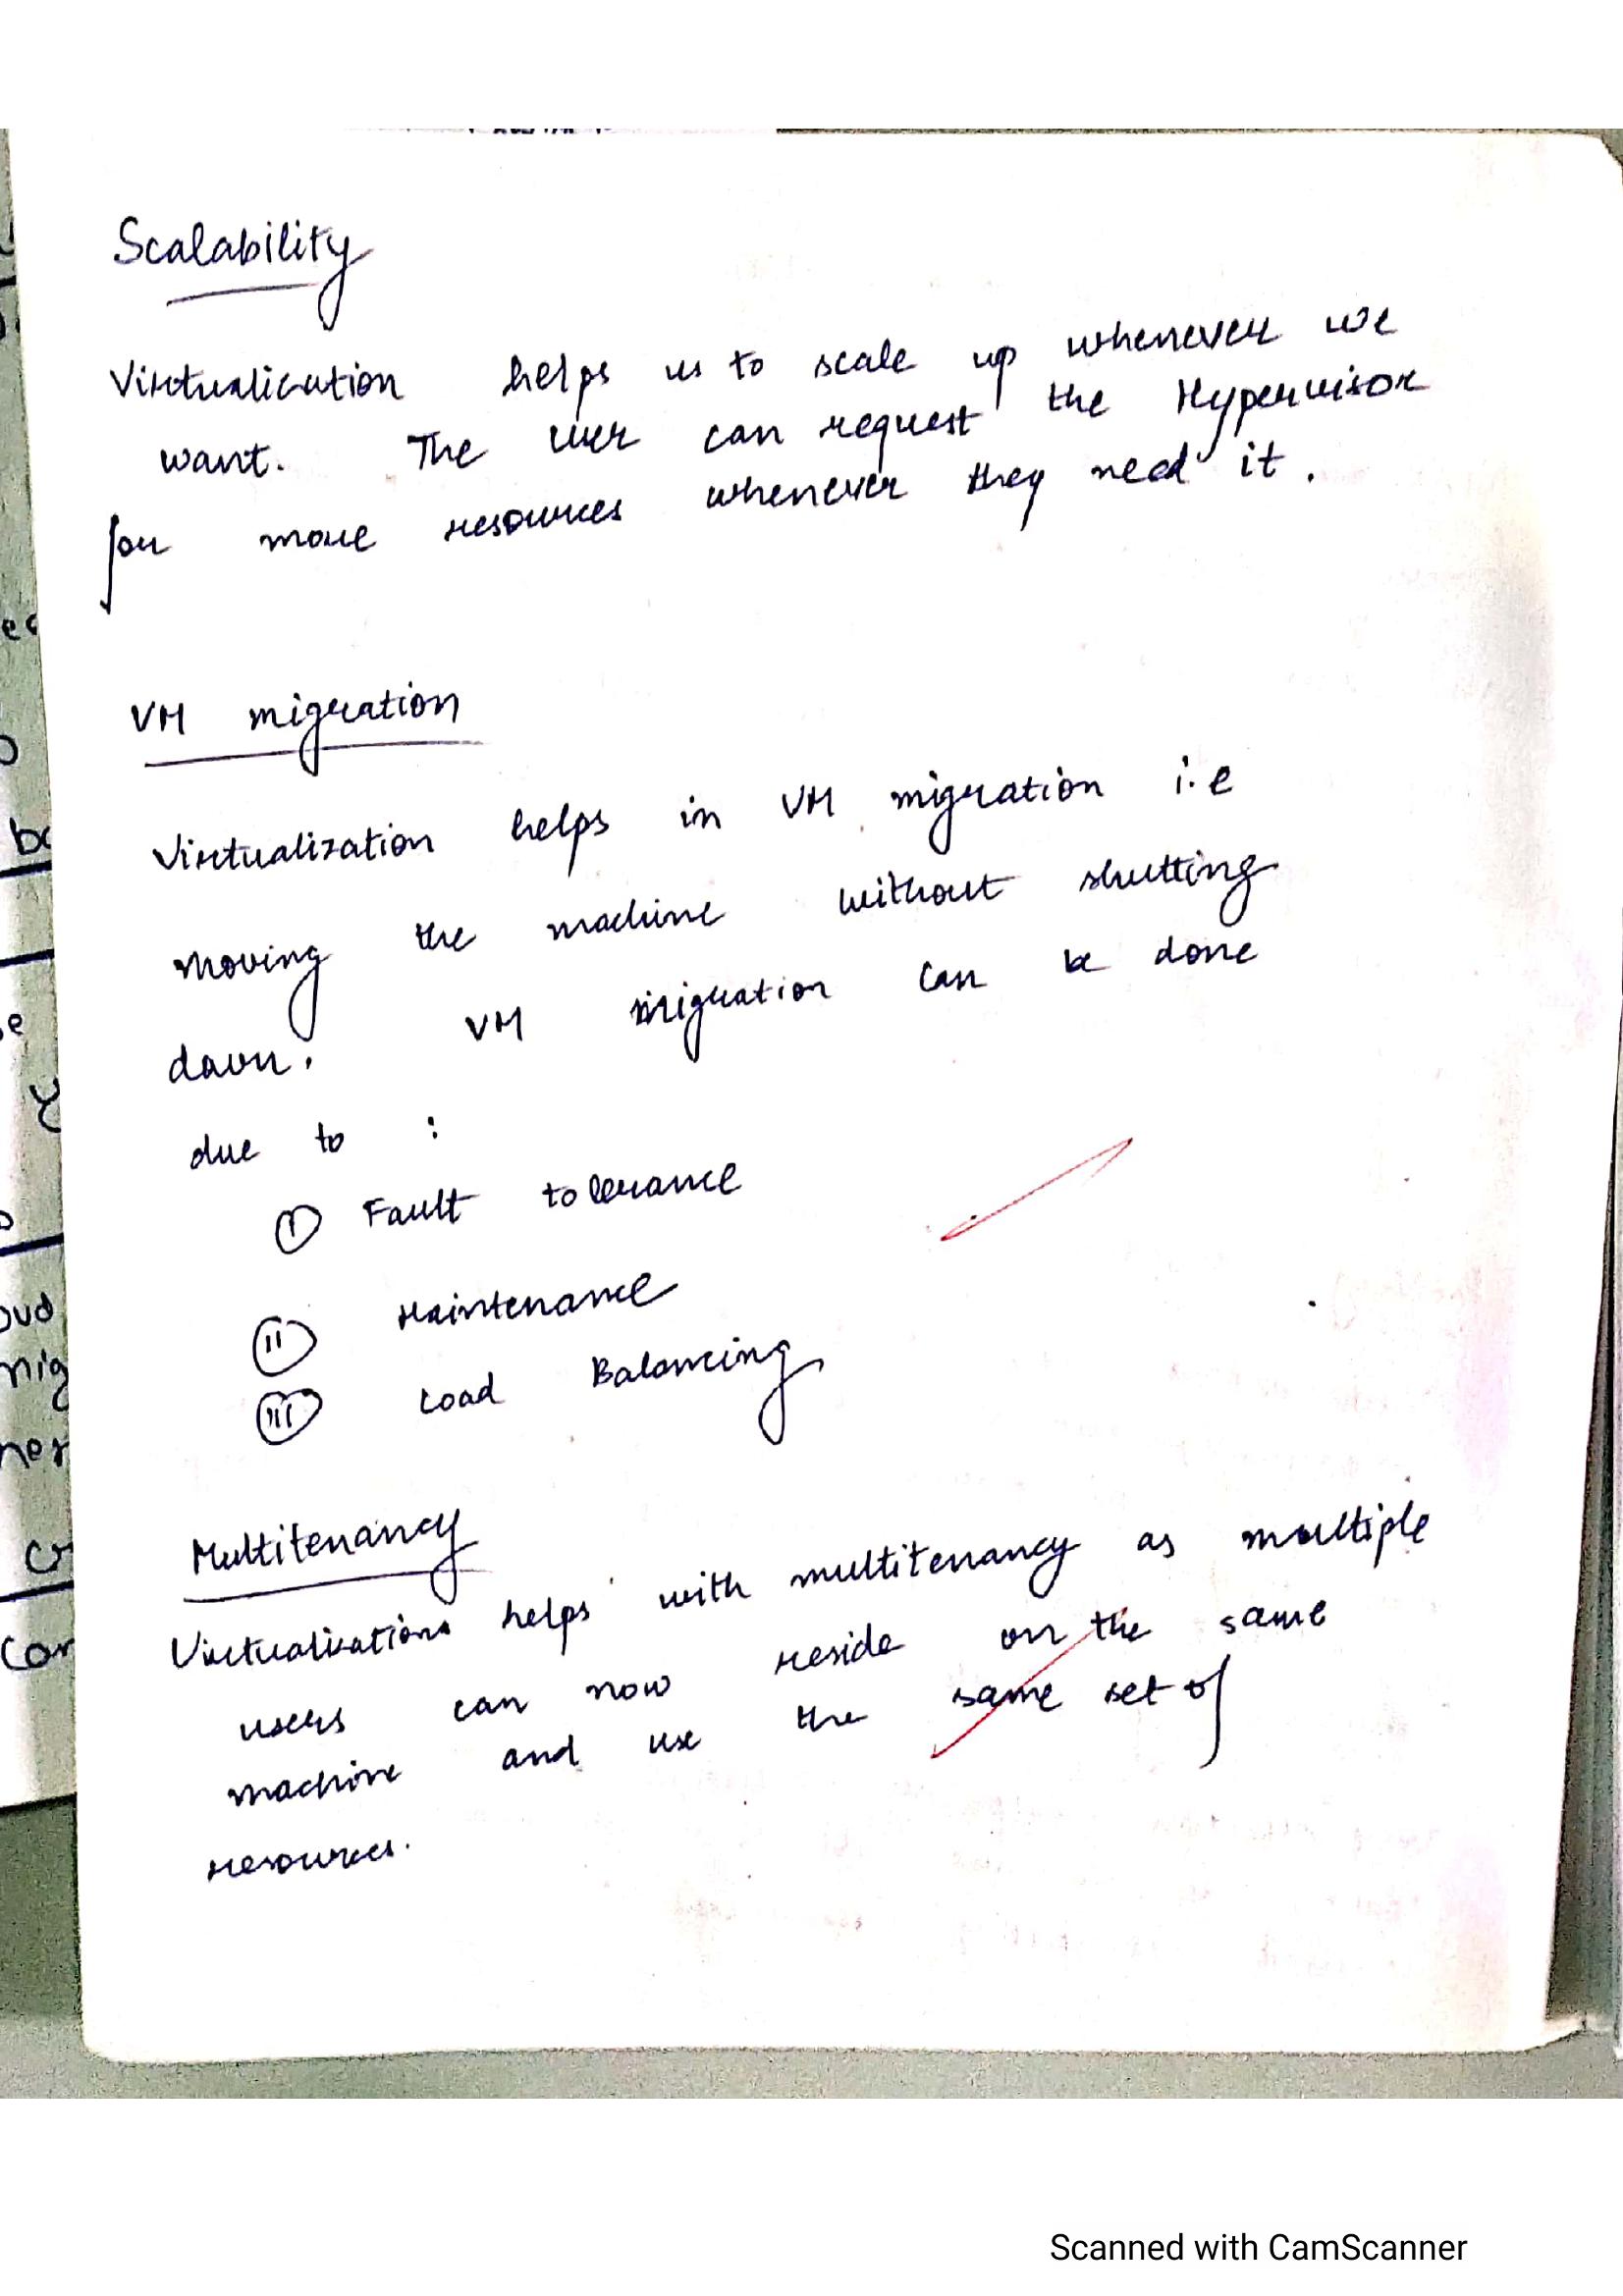 Scalability
Virtualization helps us to scale up whenever we
want. The user can request the Hypervisor
for more resources whenever they need it.
VM migration
Virtualization helps in VM migration i.e
moving the machine without shutting
down. VM migration can be done
due to :
(I) Fault tolerance
(II) Maintenance
(III) Load Balancing
Multitenancy
Virtualization helps with multitenancy as multiple
users can now reside on the same
machine and use the same set of
resources.
Scanned with CamScanner